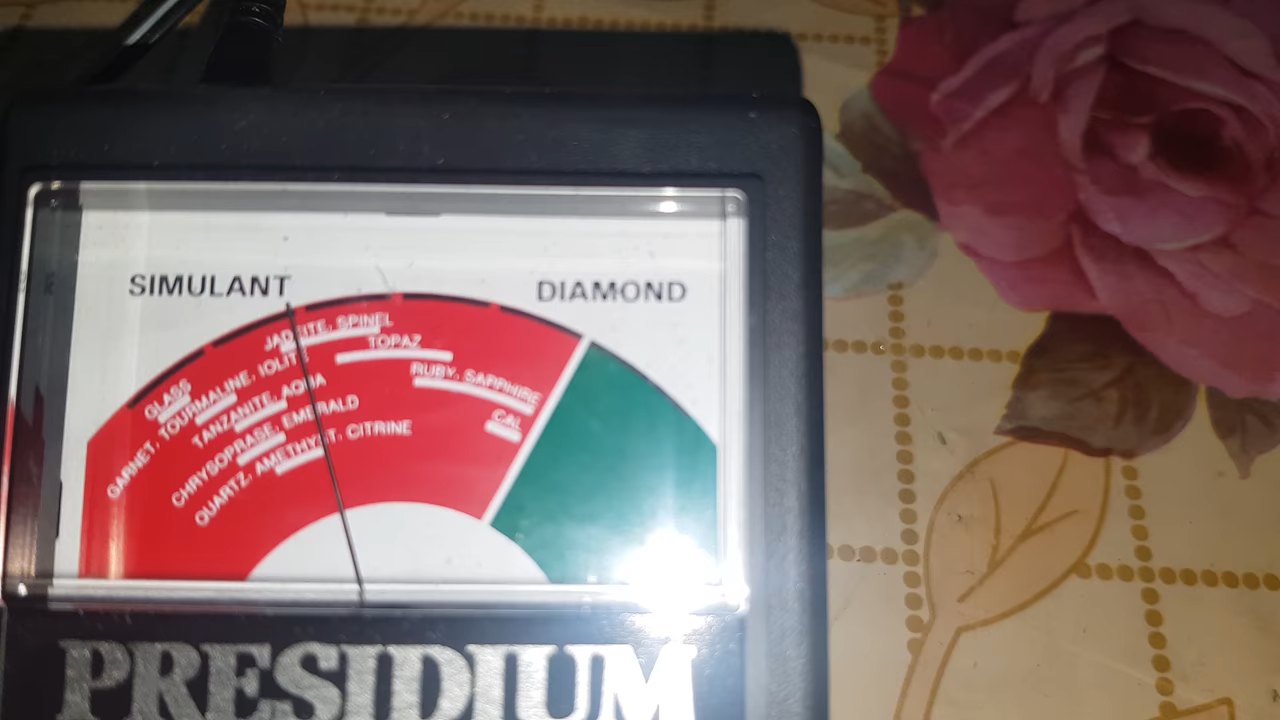 SIMULANT
DIAMOND
JADEITE, SPINEL
TOPAZ
RUBY, SAPPHIRE
CAL
GLASS
GARNET, TOURMALINE, IOLIT
TANZANITE, AQUA
CHRYSOPRASE, EMERALD
QUARTZ, AMETHYST, CITRINE
PRESIDIUM